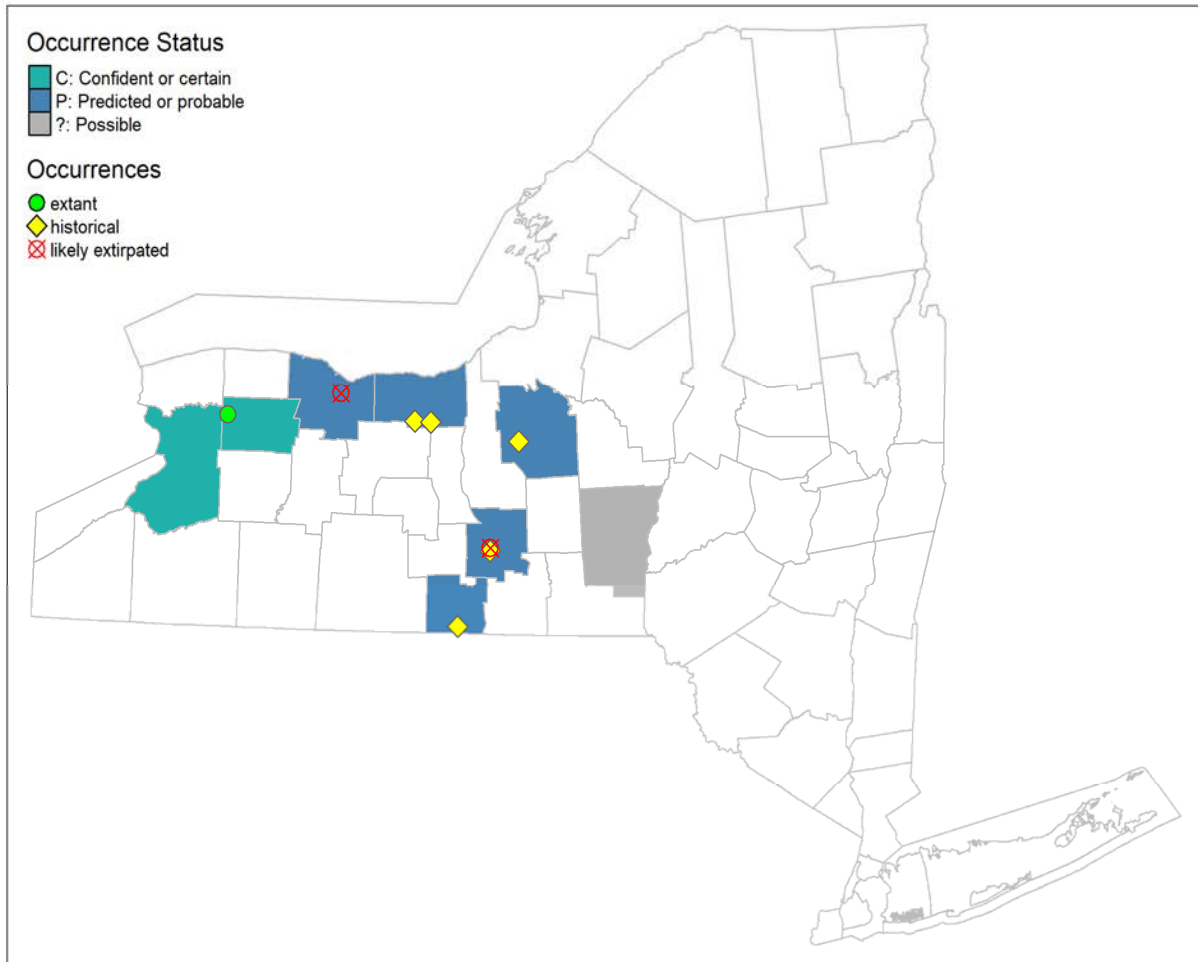 Occurrence Status
C: Confident or certain
P: Predicted or probable
?: Possible
Occurrences
extant
historical
likely extirpated